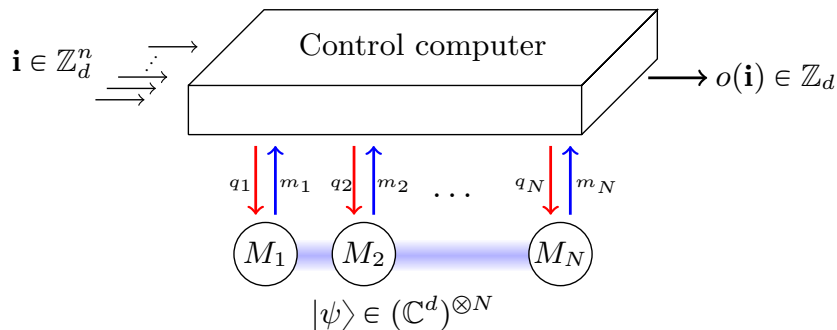 Control computer
𝐢 ∈ ℤ_d^n
o(𝐢) ∈ ℤ_d
q_1 m_1 q_2 m_2 … q_N m_N
M_1 M_2 M_N
|ψ⟩ ∈ (ℂ^d)^{⊗N}